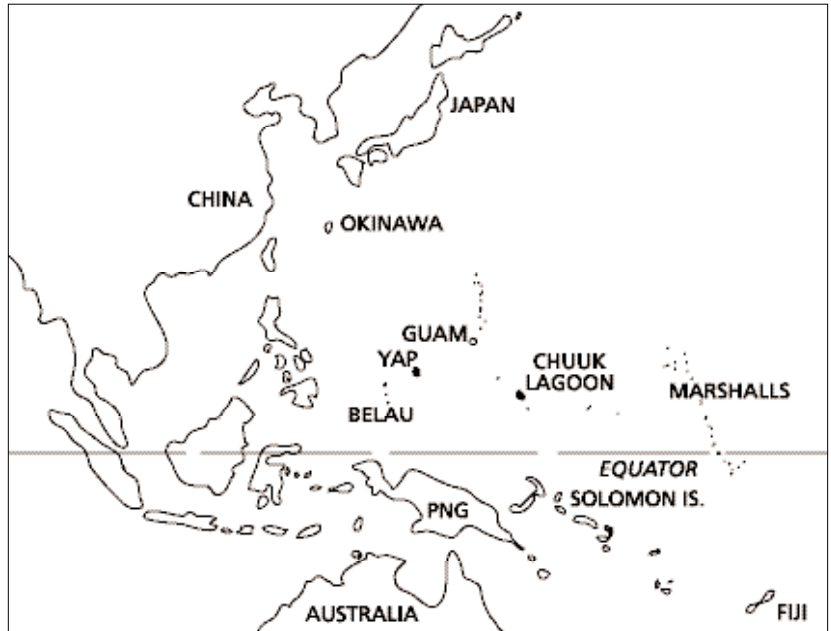 JAPAN
CHINA
OKINAWA
GUAM
YAP
CHUUK
LAGOON
MARSHALLS
BELAU
EQUATOR
SOLOMON IS.
PNG
AUSTRALIA
FIJI